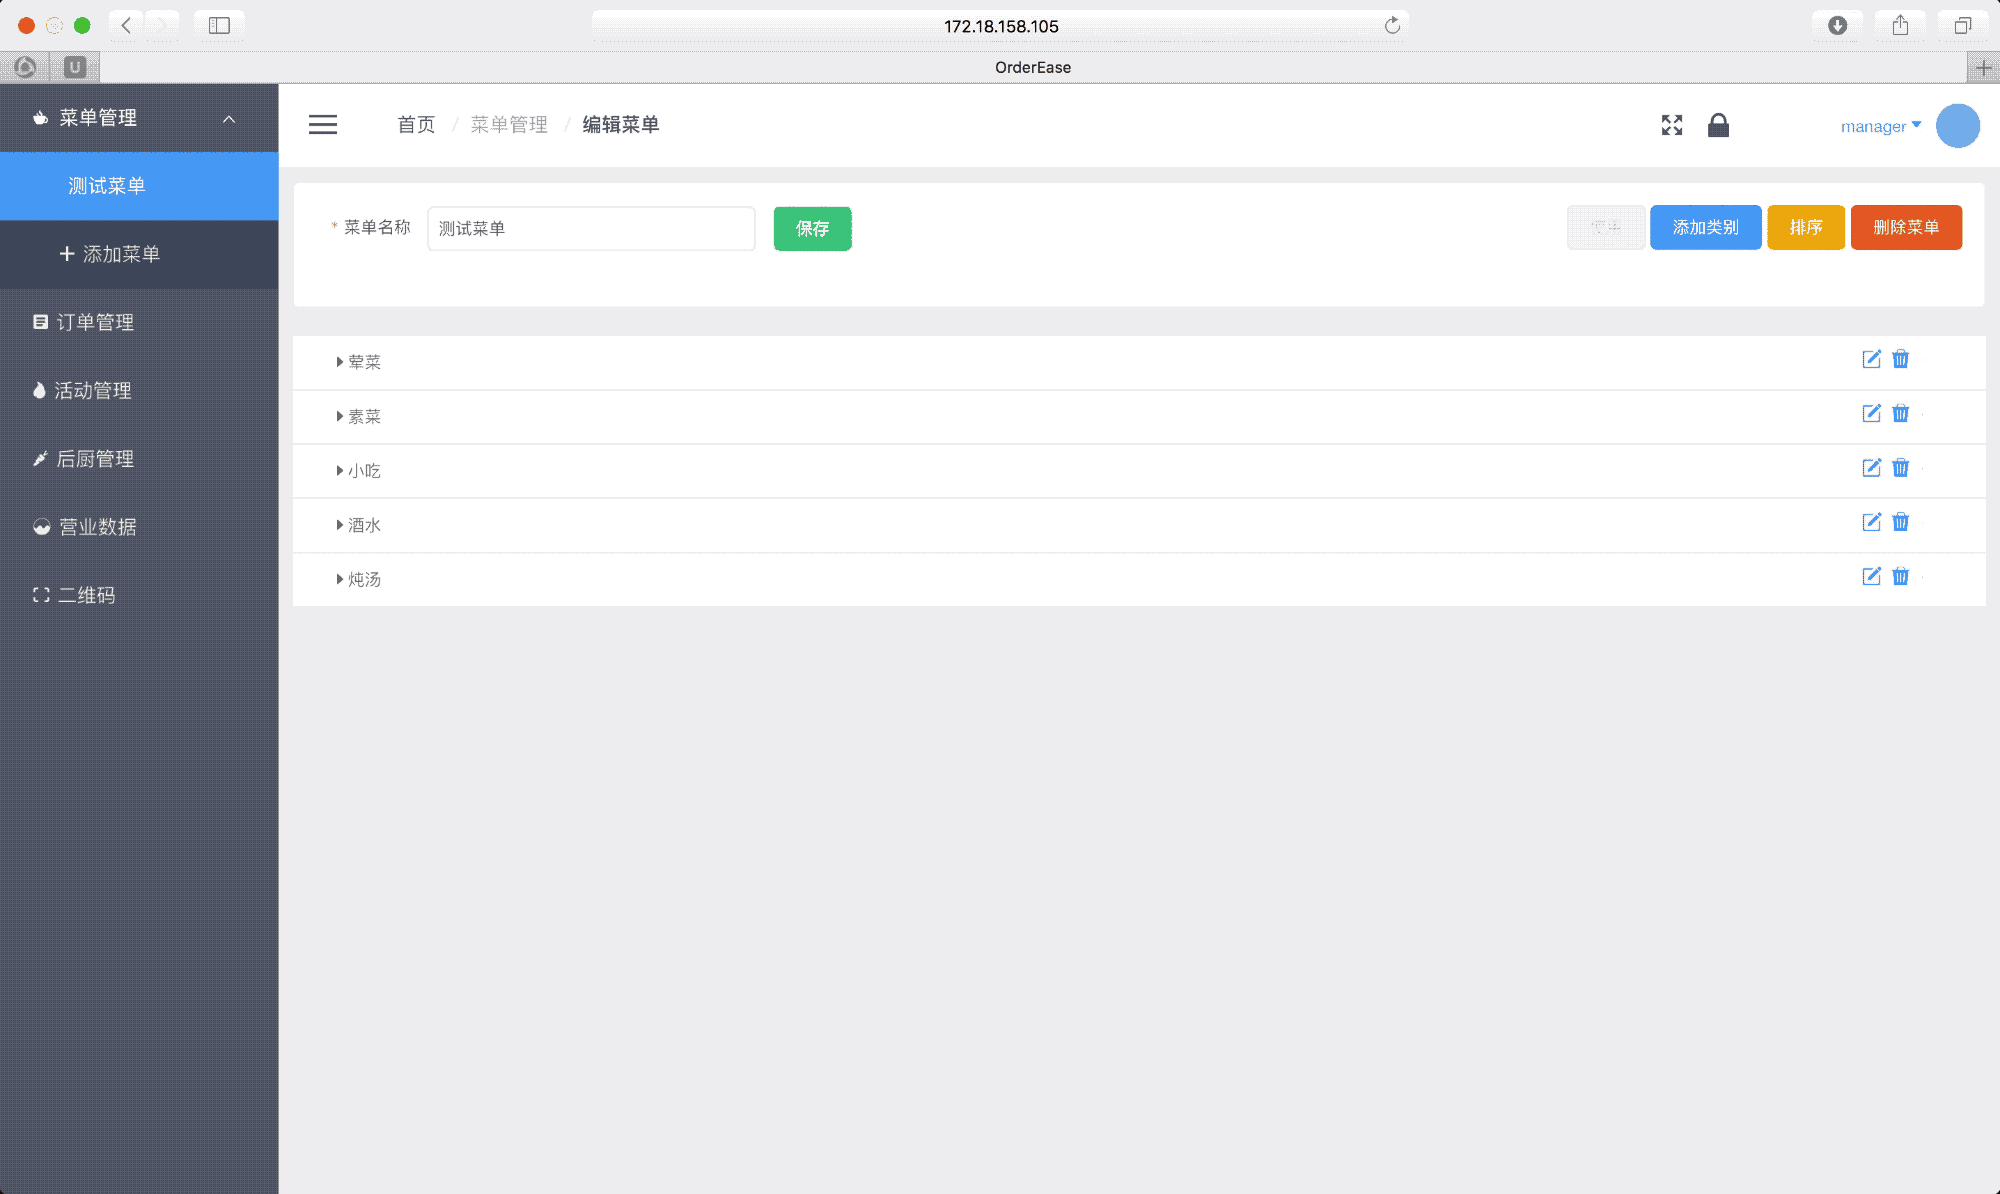 172.18.158.105
U
OrderEase
菜单管理
测试菜单
添加菜单
订单管理
活动管理
后厨管理
营业数据
二维码
首页 / 菜单管理 / 编辑菜单
manager
* 菜单名称 测试菜单 保存 添加类别 排序 删除菜单
荤菜
素菜
小吃
酒水
炖汤